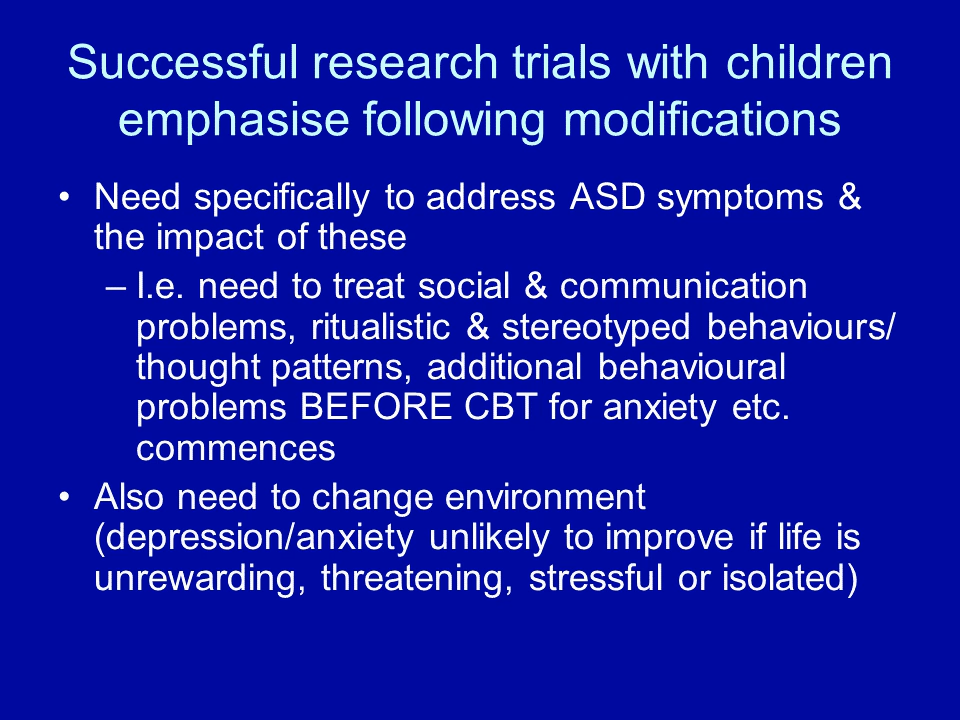 Successful research trials with children
emphasise following modifications
• Need specifically to address ASD symptoms &
the impact of these
– I.e. need to treat social & communication
problems, ritualistic & stereotyped behaviours/
thought patterns, additional behavioural
problems BEFORE CBT for anxiety etc.
commences
• Also need to change environment
(depression/anxiety unlikely to improve if life is
unrewarding, threatening, stressful or isolated)